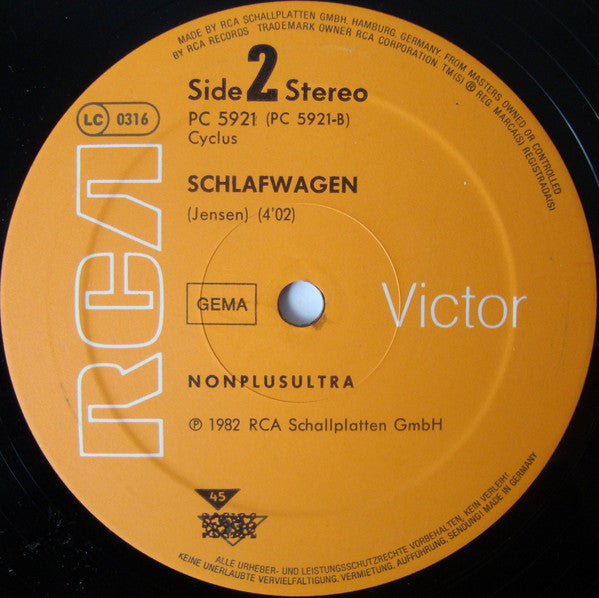 MADE BY RCA SCHALLPLATTEN GMBH, HAMBURG, GERMANY, FROM MASTERS OWNED OR CONTROLLED
BY RCA RECORDS TRADEMARK OWNER RCA CORPORATION. TM(S) ® REG. MARCA(S) REGISTRADA(S)
Side 2 Stereo
LC 0316
PC 5921 (PC 5921-B)
Cyclus
SCHLAFWAGEN
(Jensen) (4'02)
RCA
GEMA
Victor
NONPLUSULTRA
℗ 1982 RCA Schallplatten GmbH
45
33
ALLE URHEBER- UND LEISTUNGSSCHUTZRECHTE VORBEHALTEN. KEIN VERLEIH!
KEINE UNERLAUBTE VERVIELFÄLTIGUNG, VERMIETUNG, AUFFÜHRUNG, SENDUNG! MADE IN GERMANY